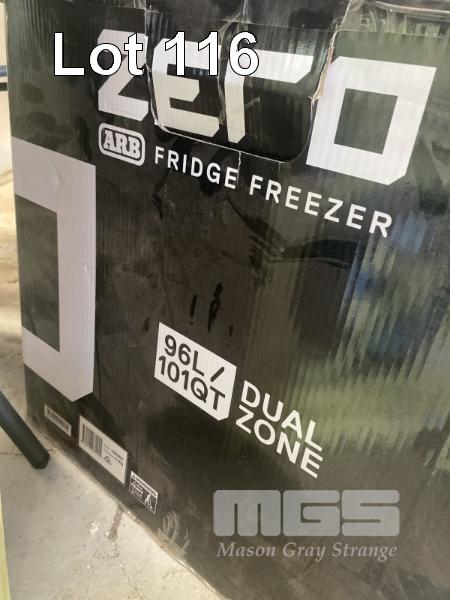 Lot 116
ZERO
ARB FRIDGE FREEZER
96L /
101QT
DUAL
ZONE
MGS
Mason Gray Strange